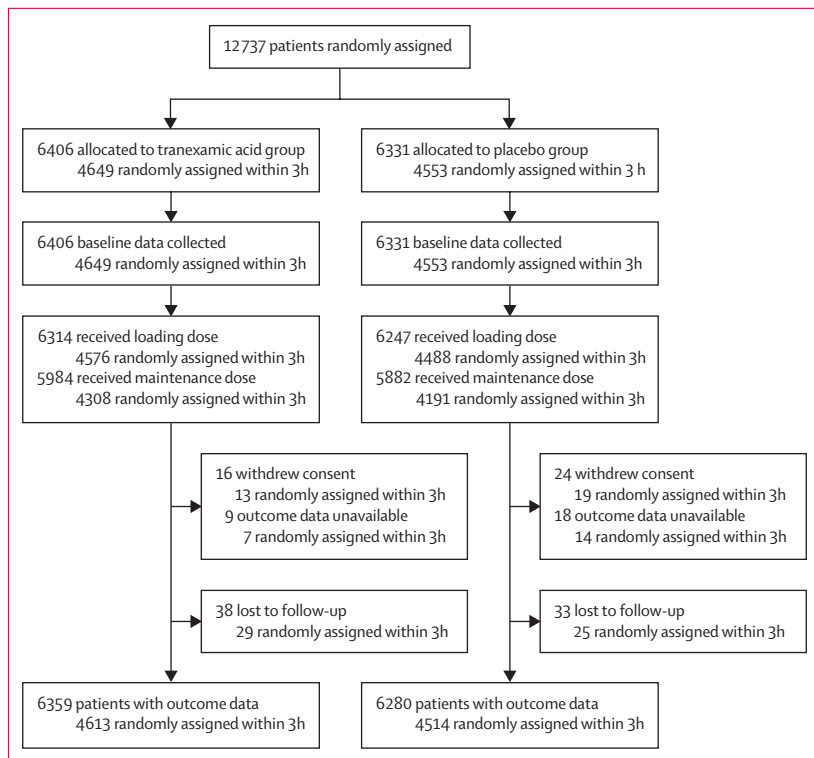 12737 patients randomly assigned
6406 allocated to tranexamic acid group
4649 randomly assigned within 3h
6331 allocated to placebo group
4553 randomly assigned within 3 h
6406 baseline data collected
4649 randomly assigned within 3h
6331 baseline data collected
4553 randomly assigned within 3h
6314 received loading dose
4576 randomly assigned within 3h
5984 received maintenance dose
4308 randomly assigned within 3h
6247 received loading dose
4488 randomly assigned within 3h
5882 received maintenance dose
4191 randomly assigned within 3h
16 withdrew consent
13 randomly assigned within 3h
9 outcome data unavailable
7 randomly assigned within 3h
24 withdrew consent
19 randomly assigned within 3h
18 outcome data unavailable
14 randomly assigned within 3h
38 lost to follow-up
29 randomly assigned within 3h
33 lost to follow-up
25 randomly assigned within 3h
6359 patients with outcome data
4613 randomly assigned within 3h
6280 patients with outcome data
4514 randomly assigned within 3h